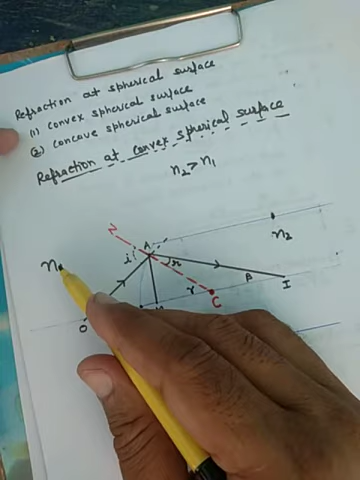 Refraction at spherical surface
(1) convex spherical surface
(2) concave spherical surface
Refraction at convex spherical surface
n₂ > n₁
N
A
i
r
n₂
n
γ
β
I
C
O